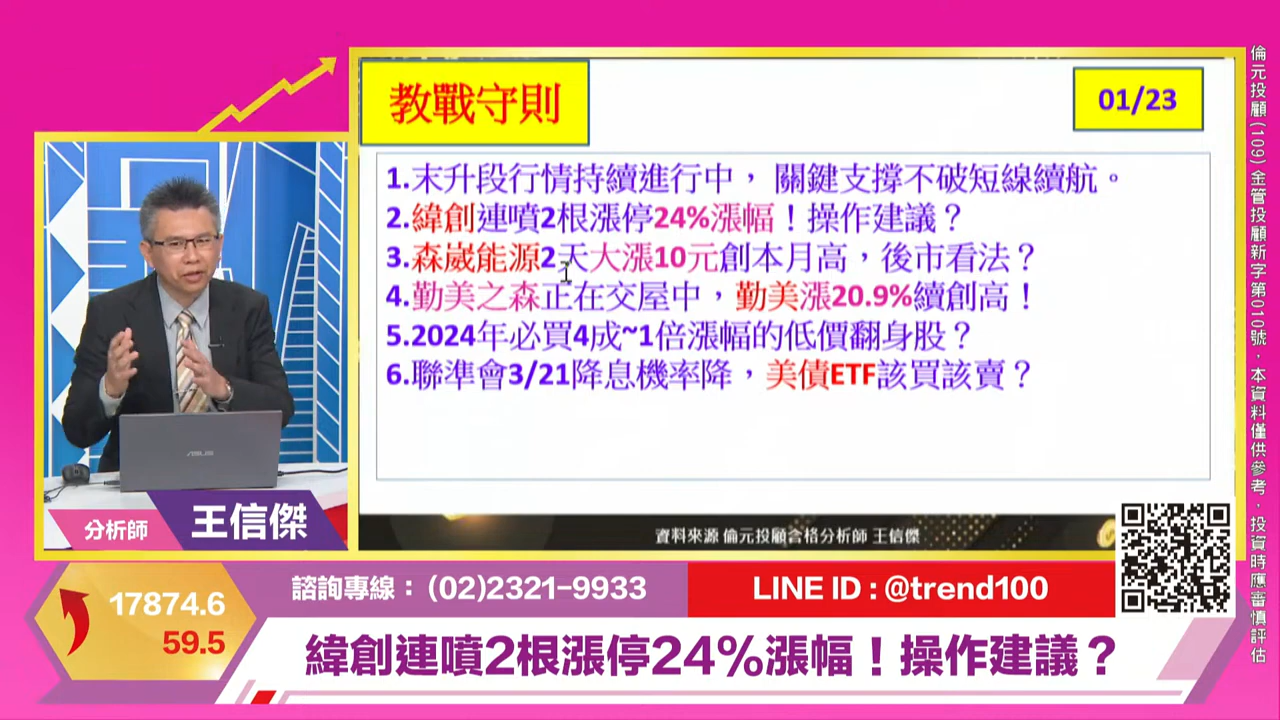 教戰守則
01/23
1.末升段行情持續進行中，關鍵支撐不破短線續航。
2.緯創連噴2根漲停24%漲幅！操作建議？
3.森崴能源2天大漲10元創本月高，後市看法？
4.勤美之森正在交屋中，勤美漲20.9%續創高！
5.2024年必買4成~1倍漲幅的低價翻身股？
6.聯準會3/21降息機率降，美債ETF該買該賣？
資料來源 倫元投顧合格分析師 王信傑
ASUS
分析師 王信傑
諮詢專線：(02)2321-9933
LINE ID : @trend100
17874.6
59.5
緯創連噴2根漲停24%漲幅！操作建議？
倫元投顧(109)金管投顧新字第010號．本資料僅供參考．投資時應審慎評估